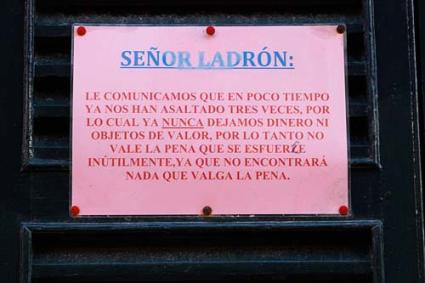 SEÑOR LADRÓN:
LE COMUNICAMOS QUE EN POCO TIEMPO
YA NOS HAN ASALTADO TRES VECES, POR
LO CUAL YA NUNCA DEJAMOS DINERO NI
OBJETOS DE VALOR, POR LO TANTO NO
VALE LA PENA QUE SE ESFUERZE
INÚTILMENTE,YA QUE NO ENCONTRARÁ
NADA QUE VALGA LA PENA.